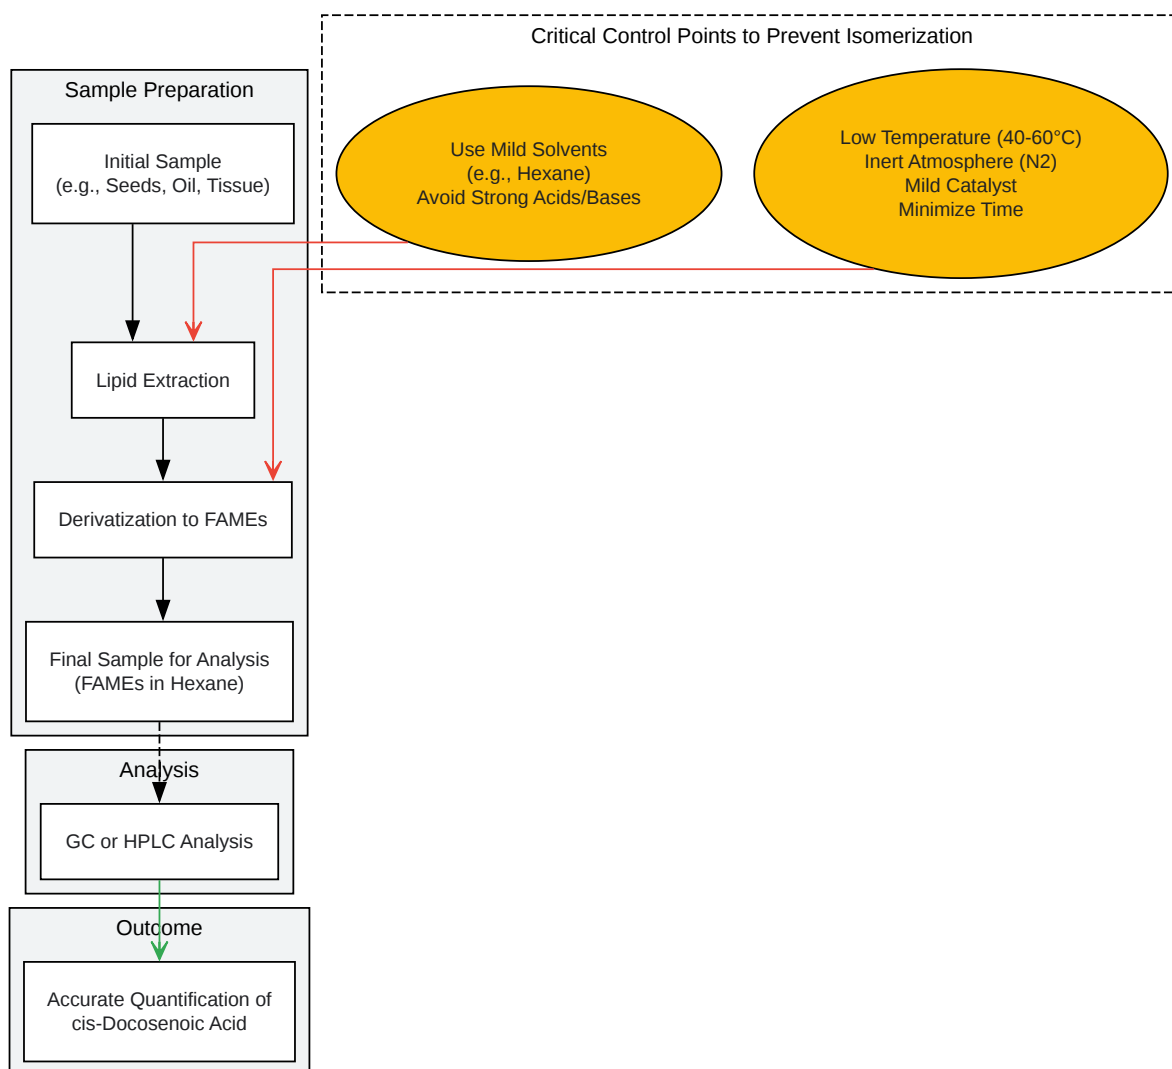 Critical Control Points to Prevent Isomerization
Sample Preparation
Initial Sample
(e.g., Seeds, Oil, Tissue)
Use Mild Solvents
(e.g., Hexane)
Avoid Strong Acids/Bases
Low Temperature (40-60°C)
Inert Atmosphere (N2)
Mild Catalyst
Minimize Time
Lipid Extraction
Derivatization to FAMEs
Final Sample for Analysis
(FAMEs in Hexane)
Analysis
GC or HPLC Analysis
Outcome
Accurate Quantification of
cis-Docosenoic Acid